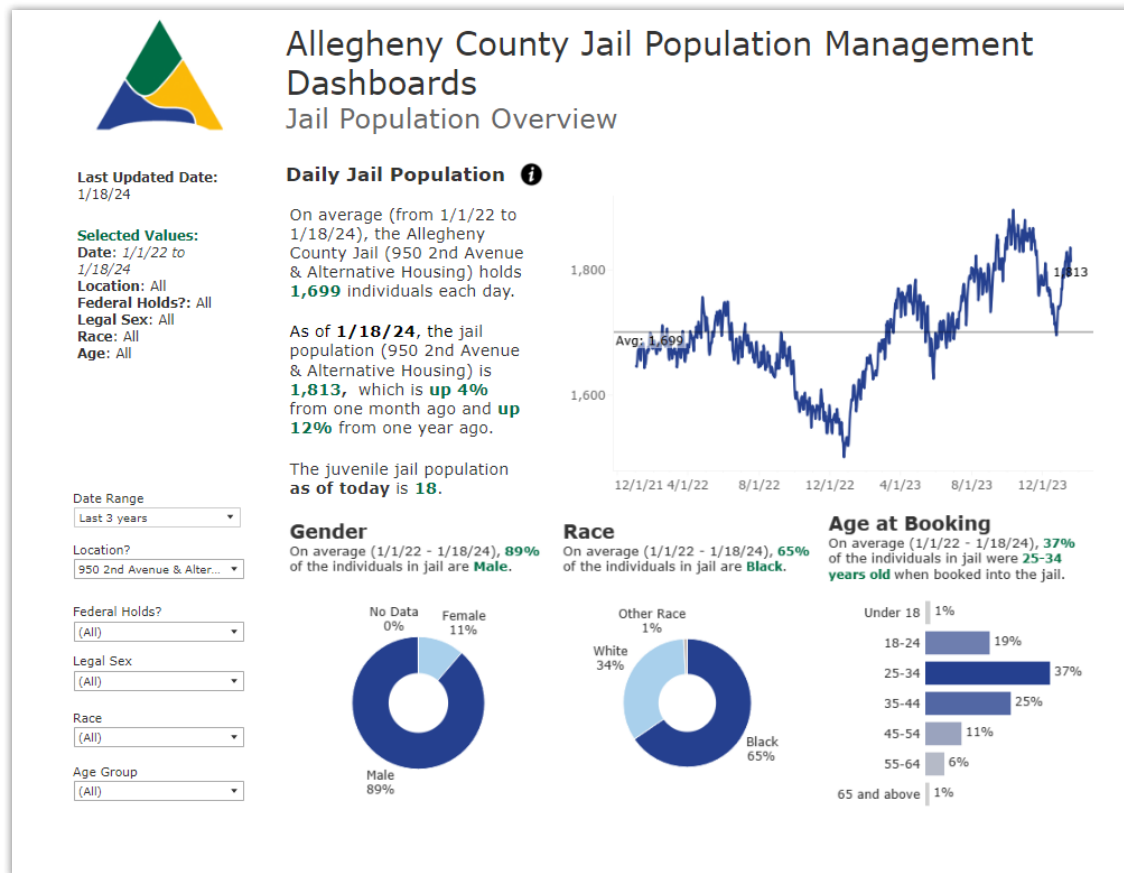 Allegheny County Jail Population Management
Dashboards
Jail Population Overview
Last Updated Date:
1/18/24
Selected Values:
Date: 1/1/22 to
1/18/24
Location: All
Federal Holds?: All
Legal Sex: All
Race: All
Age: All
Daily Jail Population
i
On average (from 1/1/22 to
1/18/24), the Allegheny
County Jail (950 2nd Avenue
& Alternative Housing) holds
1,699 individuals each day.
As of 1/18/24, the jail
population (950 2nd Avenue
& Alternative Housing) is
1,813, which is up 4%
from one month ago and up
12% from one year ago.
The juvenile jail population
as of today is 18.
1,800
1,600
1,813
Avg: 1,699
12/1/21 4/1/22 8/1/22 12/1/22 4/1/23 8/1/23 12/1/23
Date Range
Last 3 years
Location?
950 2nd Avenue & Alter...
Federal Holds?
(All)
Legal Sex
(All)
Race
(All)
Age Group
(All)
Gender
On average (1/1/22 - 1/18/24), 89%
of the individuals in jail are Male.
No Data
0%
Female
11%
Male
89%
Race
On average (1/1/22 - 1/18/24), 65%
of the individuals in jail are Black.
Other Race
1%
White
34%
Black
65%
Age at Booking
On average (1/1/22 - 1/18/24), 37%
of the individuals in jail were 25-34
years old when booked into the jail.
Under 18 1%
18-24 19%
25-34 37%
35-44 25%
45-54 11%
55-64 6%
65 and above 1%